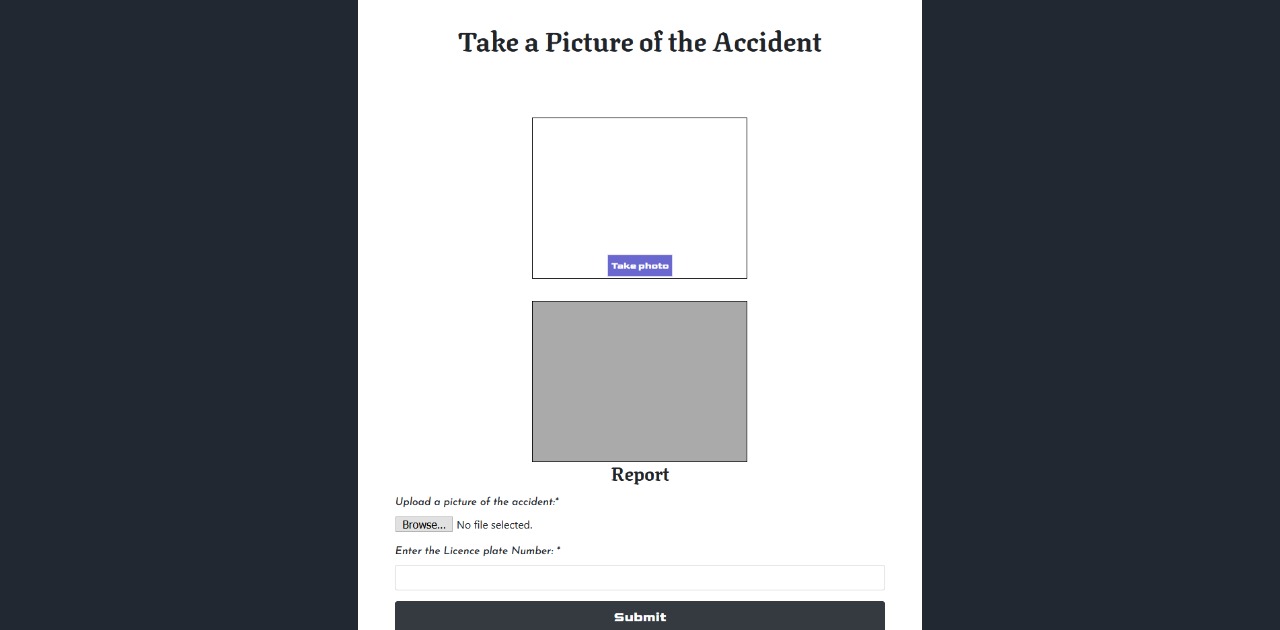 Take a Picture of the Accident
Take photo
Report
Upload a picture of the accident:*
Browse... No file selected.
Enter the Licence plate Number: *
Submit